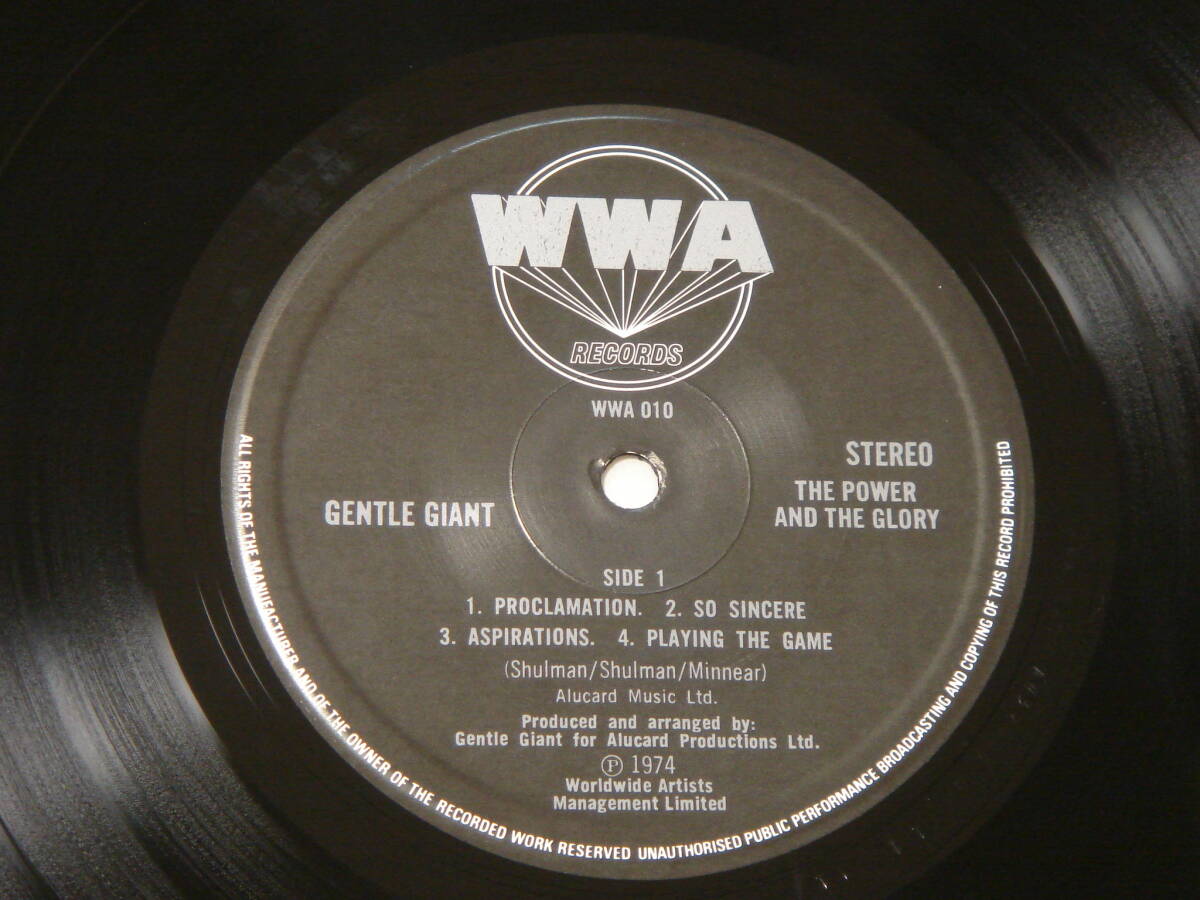 WWA
RECORDS
WWA 010
STEREO
GENTLE GIANT
THE POWER
AND THE GLORY
SIDE 1
1. PROCLAMATION. 2. SO SINCERE
3. ASPIRATIONS. 4. PLAYING THE GAME
(Shulman/Shulman/Minnear)
Alucard Music Ltd.
Produced and arranged by:
Gentle Giant for Alucard Productions Ltd.
Ⓟ 1974
Worldwide Artists
Management Limited
ALL RIGHTS OF THE MANUFACTURER AND OF THE OWNER OF THE RECORDED WORK RESERVED UNAUTHORISED PUBLIC PERFORMANCE BROADCASTING AND COPYING OF THIS RECORD PROHIBITED